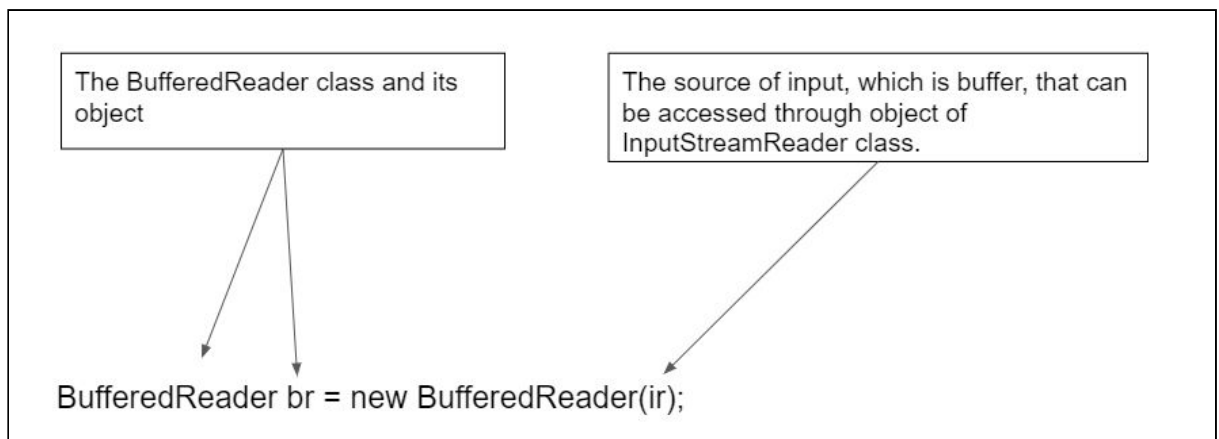 The BufferedReader class and its
object
The source of input, which is buffer, that can
be accessed through object of
InputStreamReader class.
BufferedReader br = new BufferedReader(ir);